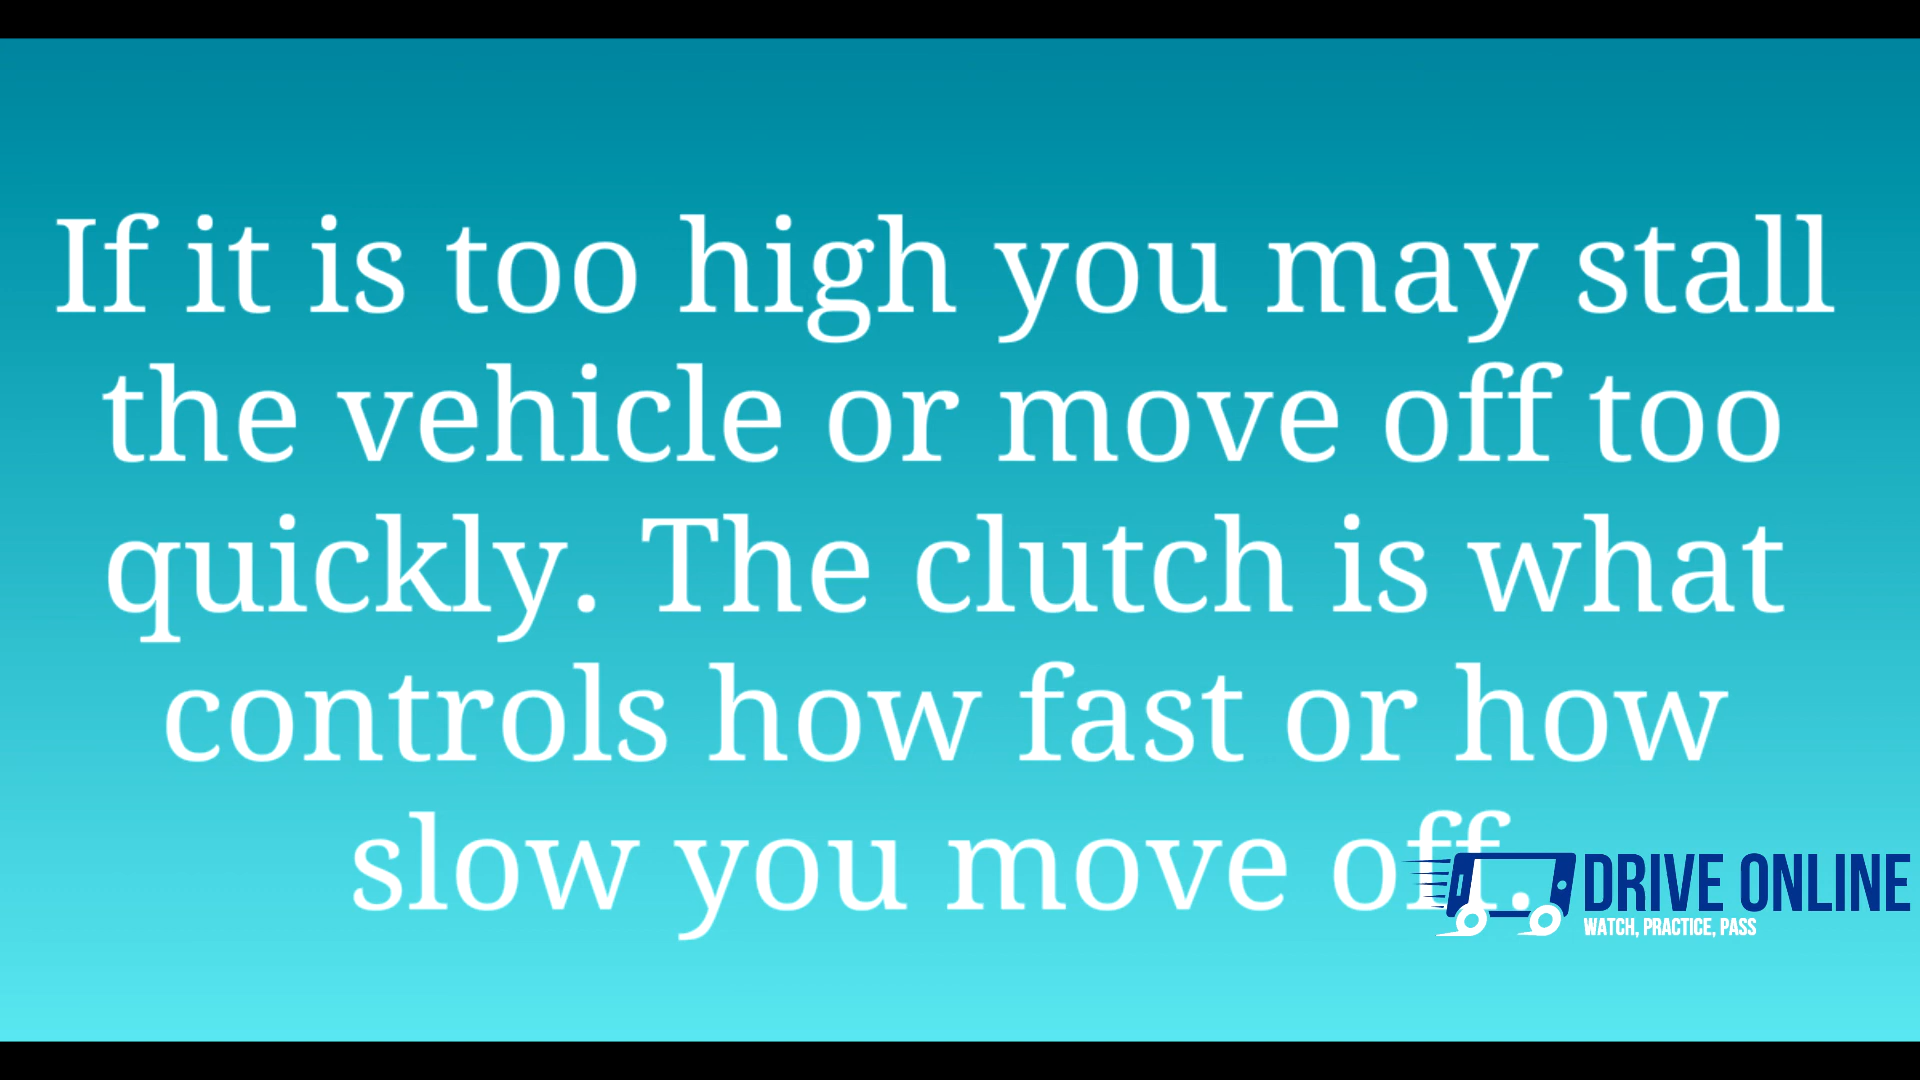 If it is too high you may stall
the vehicle or move off too
quickly. The clutch is what
controls how fast or how
slow you move off.
DRIVE ONLINE
WATCH, PRACTICE, PASS